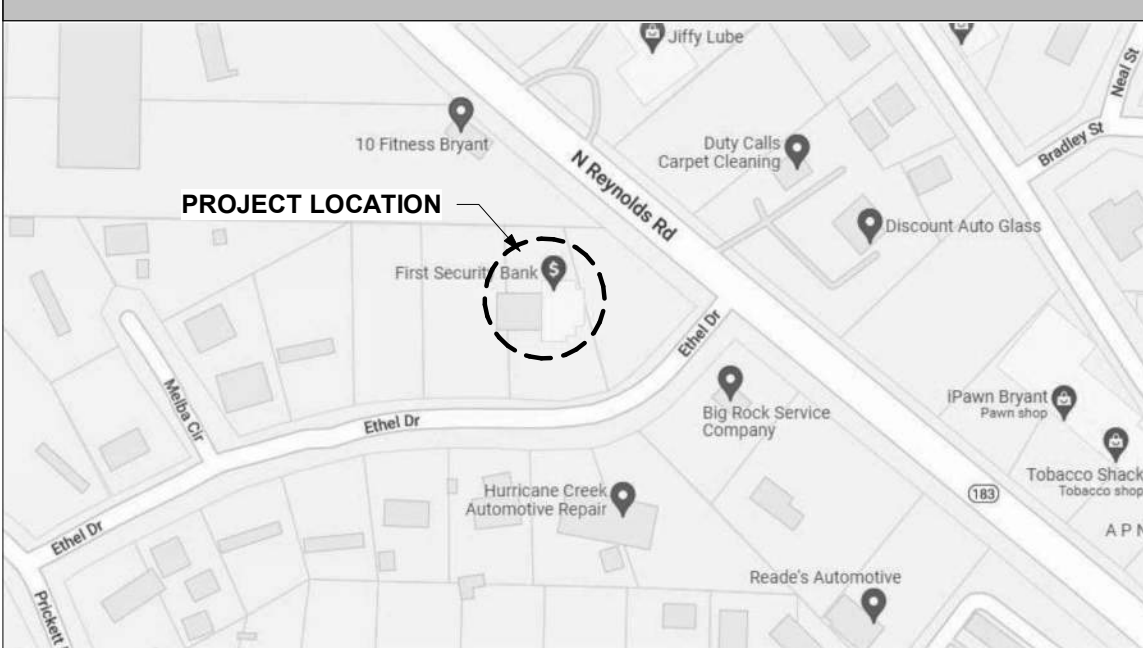 Jiffy Lube
Neal St
10 Fitness Bryant
Duty Calls
Carpet Cleaning
Bradley St
N Reynolds Rd
PROJECT LOCATION
Discount Auto Glass
First Security Bank
$
Ethel Dr
Melba Cir
iPawn Bryant
Pawn shop
Big Rock Service
Company
Ethel Dr
Tobacco Shack
Tobacco shop
Hurricane Creek
Automotive Repair
183
Ethel Dr
A P N
Reade's Automotive
Prickett